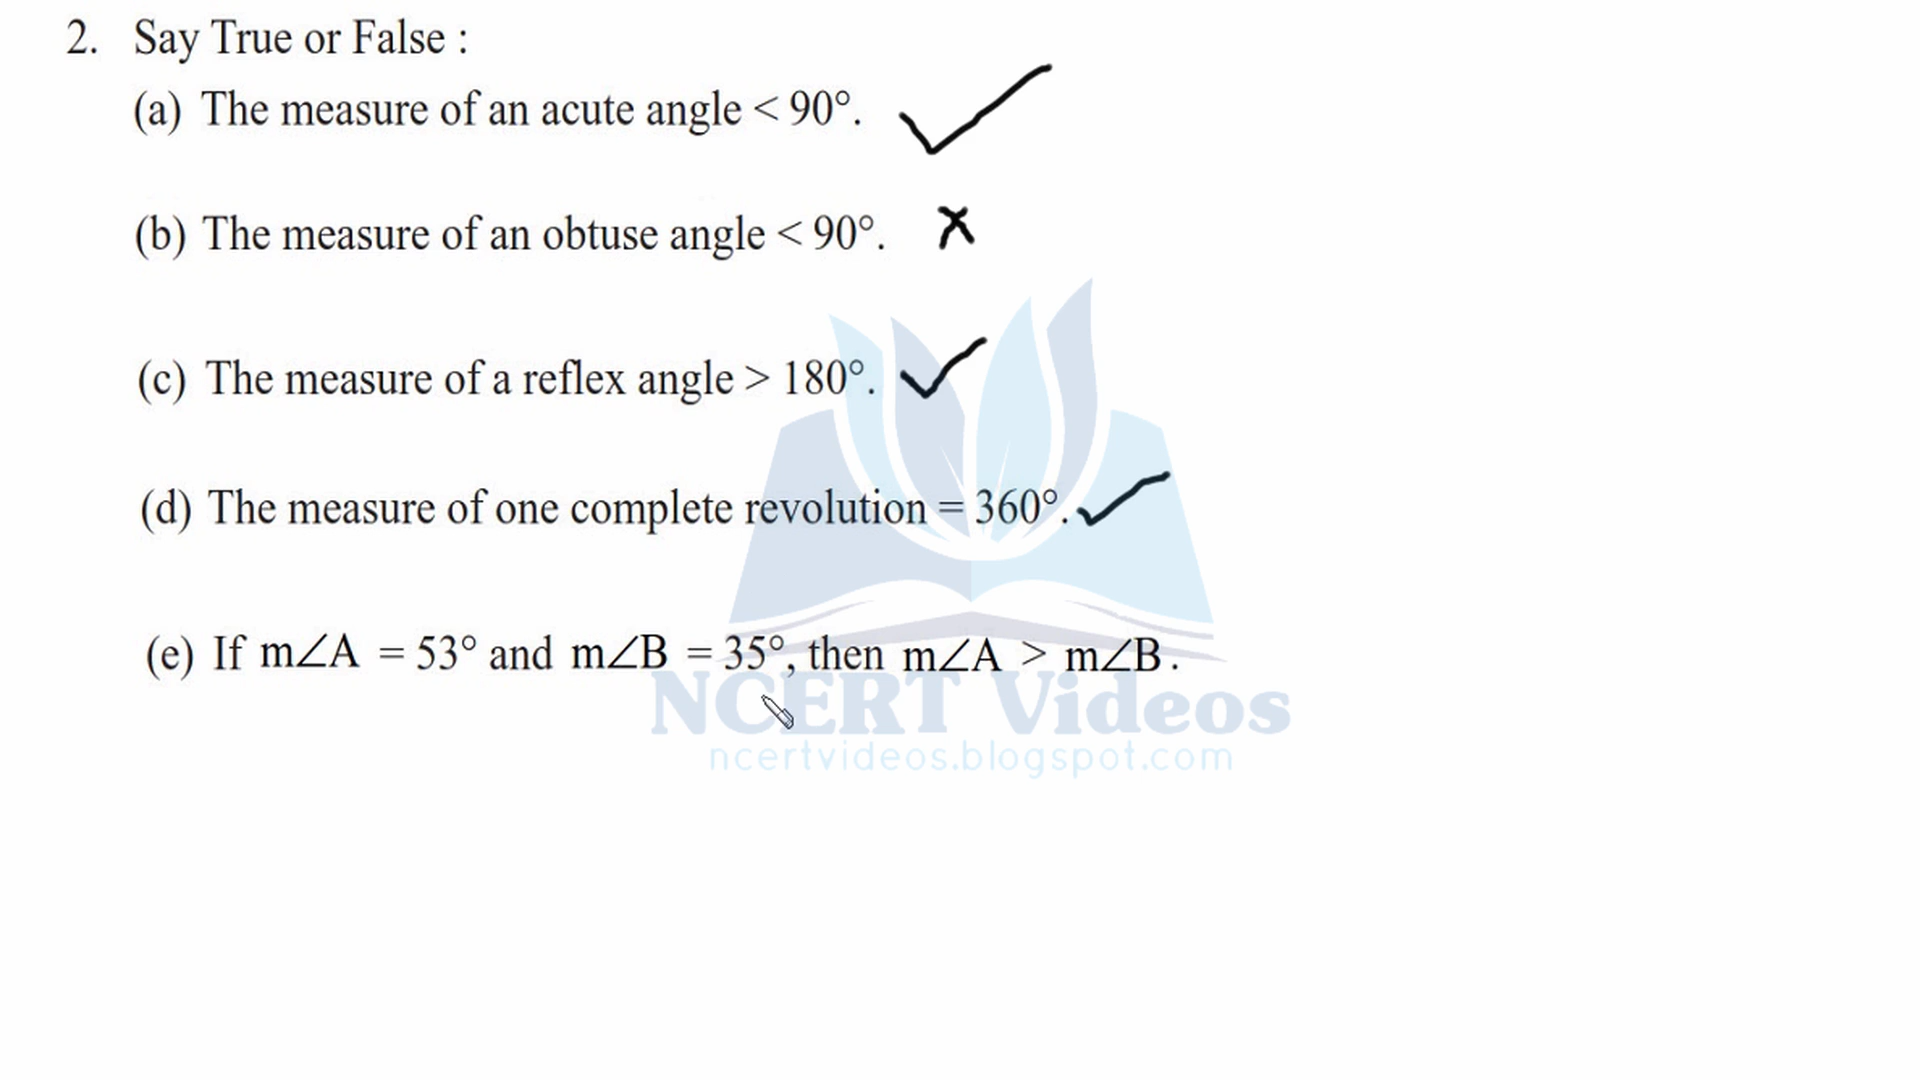 2. Say True or False :
(a) The measure of an acute angle < 90°. ✓
(b) The measure of an obtuse angle < 90°. ✗
(c) The measure of a reflex angle > 180°. ✓
(d) The measure of one complete revolution = 360°. ✓
(e) If m∠A = 53° and m∠B = 35°, then m∠A > m∠B.
NCERT Videos
ncertvideos.blogspot.com